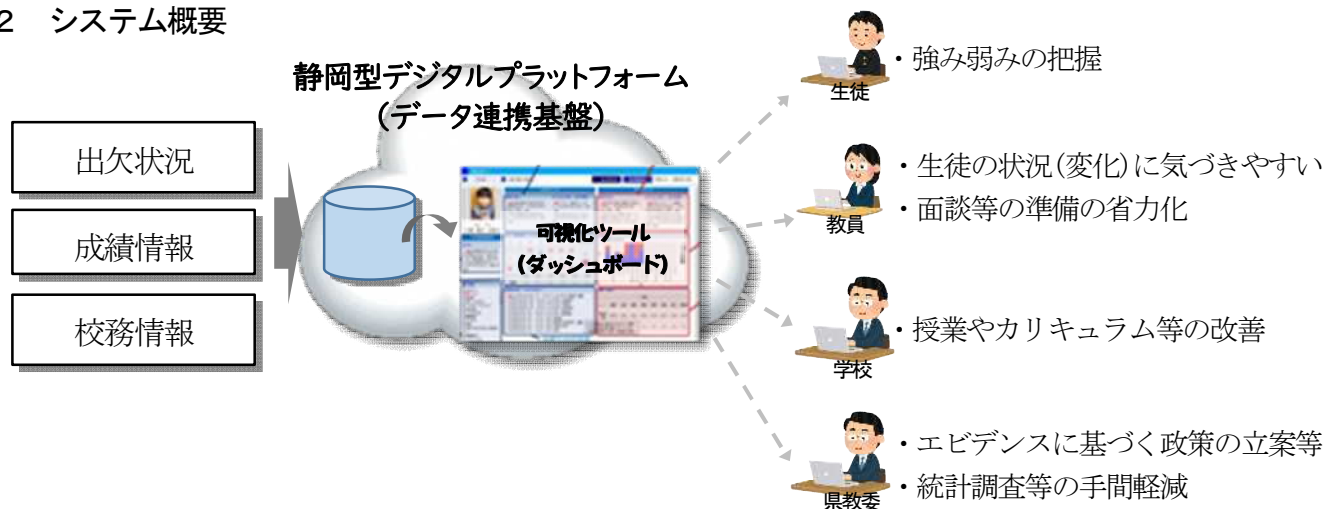 2 システム概要
静岡型デジタルプラットフォーム
（データ連携基盤）
出欠状況
成績情報
校務情報
可視化ツール
（ダッシュボード）
生徒
・強み弱みの把握
教員
・生徒の状況（変化）に気づきやすい
・面談等の準備の省力化
学校
・授業やカリキュラム等の改善
県教委
・エビデンスに基づく政策の立案等
・統計調査等の手間軽減